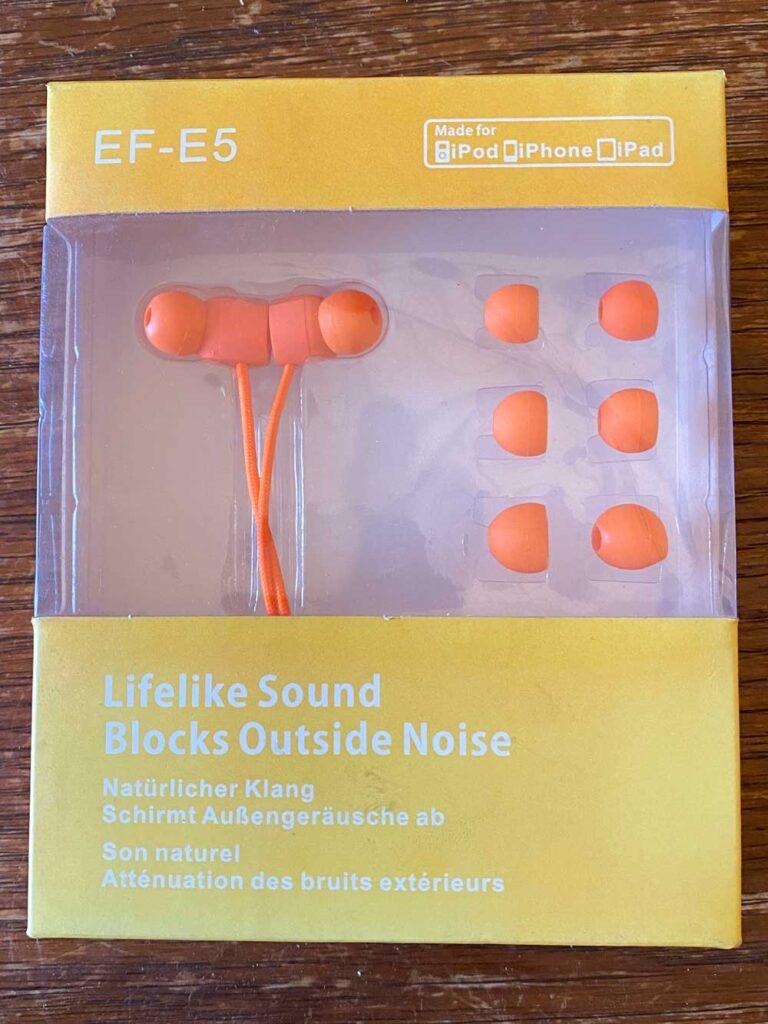 EF-E5
Made for
iPod iPhone iPad
Lifelike Sound
Blocks Outside Noise
Natürlicher Klang
Schirmt Außengeräusche ab
Son naturel
Atténuation des bruits extérieurs